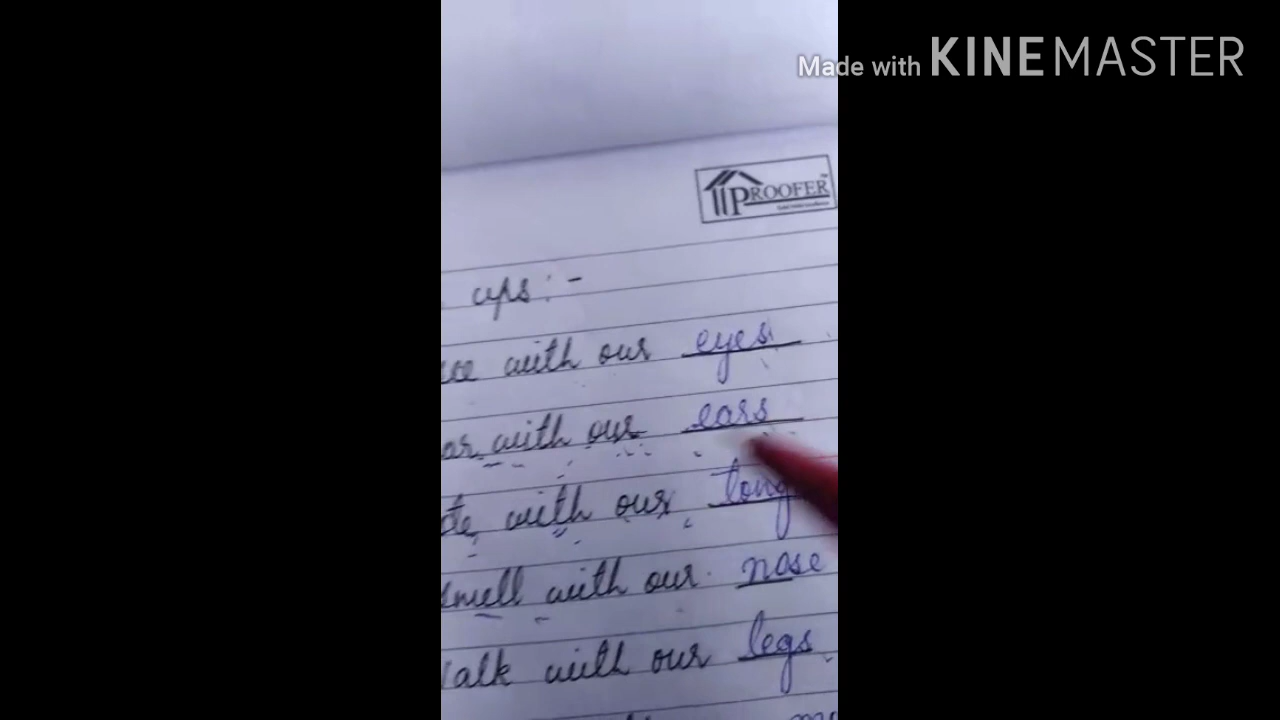 Made with KINEMASTER
PROOFER
ups:-
with our eyes
with our ears
with our
smell with our nose
walk with our legs